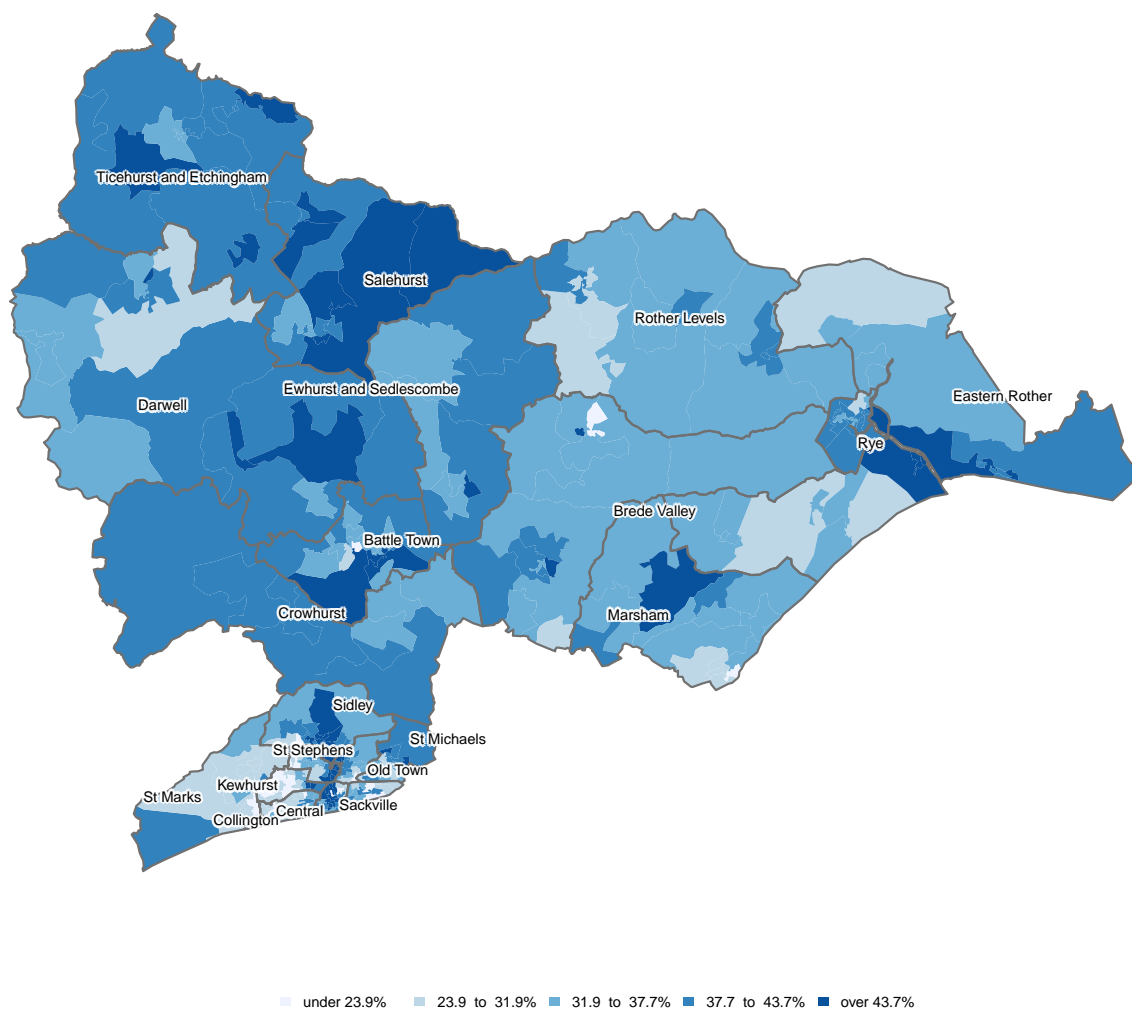 Ticehurst and Etchingham
Salehurst
Rother Levels
Ewhurst and Sedlescombe
Eastern Rother
Darwell
Rye
Brede Valley
Battle Town
Crowhurst
Marsham
Sidley
St Michaels
St Stephens
Old Town
Kewhurst
St Marks
Sackville
Central
Collington
under 23.9%
23.9 to 31.9%
31.9 to 37.7%
37.7 to 43.7%
over 43.7%